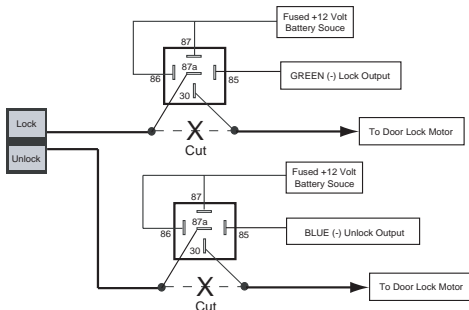 Fused +12 Volt
Battery Souce
87
87a
86
85
GREEN (-) Lock Output
30
Lock
Unlock
X
Cut
To Door Lock Motor
Fused +12 Volt
Battery Souce
87
87a
86
85
BLUE (-) Unlock Output
30
X
Cut
To Door Lock Motor